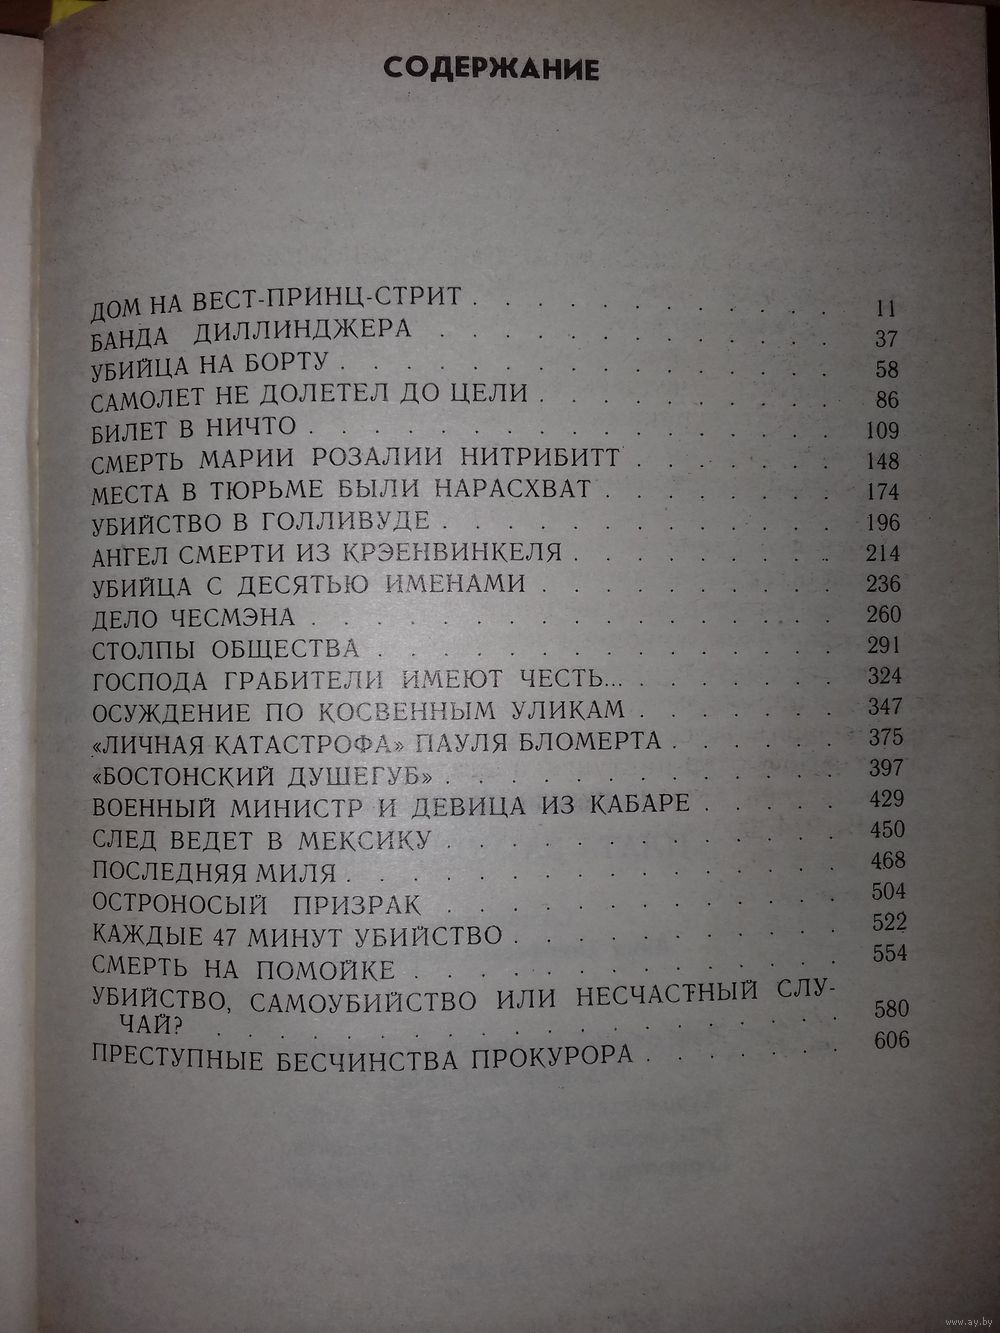 СОДЕРЖАНИЕ
ДОМ НА ВЕСТ-ПРИНЦ-СТРИТ . . . . . . . . . . . 11
БАНДА ДИЛЛИНДЖЕРА . . . . . . . . . . . . 37
УБИЙЦА НА БОРТУ . . . . . . . . . . . . . . . 58
САМОЛЕТ НЕ ДОЛЕТЕЛ ДО ЦЕЛИ . . . . . . . . . 86
БИЛЕТ В НИЧТО . . . . . . . . . . . . . . . . 109
СМЕРТЬ МАРИИ РОЗАЛИИ НИТРИБИТТ . . . . . . . 148
МЕСТА В ТЮРЬМЕ БЫЛИ НАРАСХВАТ . . . . . . . 174
УБИЙСТВО В ГОЛЛИВУДЕ . . . . . . . . . . . . 196
АНГЕЛ СМЕРТИ ИЗ КРЭЕНВИНКЕЛЯ . . . . . . . . 214
УБИЙЦА С ДЕСЯТЬЮ ИМЕНАМИ . . . . . . . . . 236
ДЕЛО ЧЕСМЭНА . . . . . . . . . . . . . . . . 260
СТОЛПЫ ОБЩЕСТВА . . . . . . . . . . . . . . 291
ГОСПОДА ГРАБИТЕЛИ ИМЕЮТ ЧЕСТЬ... . . . . . . . 324
ОСУЖДЕНИЕ ПО КОСВЕННЫМ УЛИКАМ . . . . . . . 347
«ЛИЧНАЯ КАТАСТРОФА» ПАУЛЯ БЛОМЕРТА . . . . . 375
«БОСТОНСКИЙ ДУШЕГУБ» . . . . . . . . . . . . 397
ВОЕННЫЙ МИНИСТР И ДЕВИЦА ИЗ КАБАРЕ . . . . . 429
СЛЕД ВЕДЕТ В МЕКСИКУ . . . . . . . . . . . . 450
ПОСЛЕДНЯЯ МИЛЯ . . . . . . . . . . . . . . . 468
ОСТРОНОСЫЙ ПРИЗРАК . . . . . . . . . . . . 504
КАЖДЫЕ 47 МИНУТ УБИЙСТВО . . . . . . . . . . 522
СМЕРТЬ НА ПОМОЙКЕ . . . . . . . . . . . . . 554
УБИЙСТВО, САМОУБИЙСТВО ИЛИ НЕСЧАСТНЫЙ СЛУ-
ЧАЙ? . . . . . . . . . . . . . . . . . . . 580
ПРЕСТУПНЫЕ БЕСЧИНСТВА ПРОКУРОРА . . . . . . 606
www.ay.by